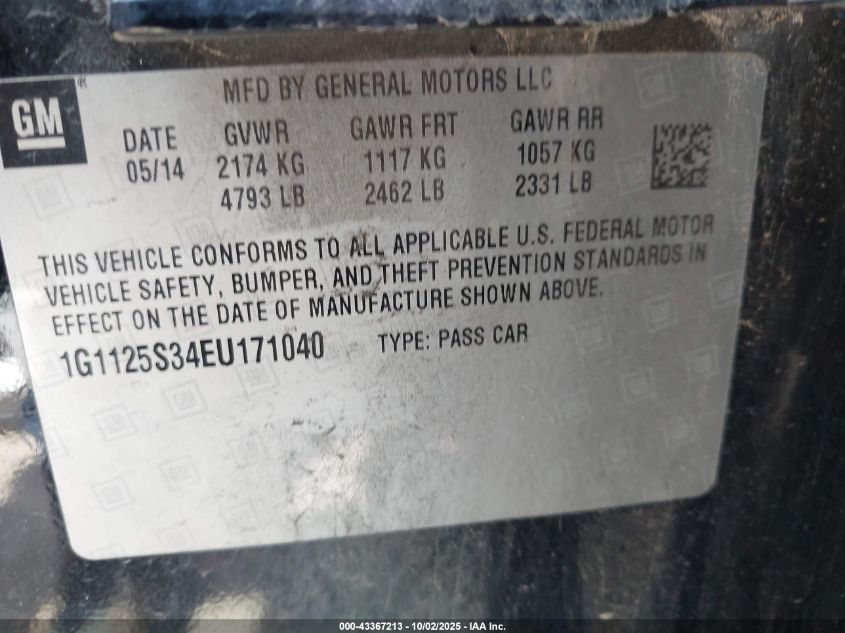 GM
MFD BY GENERAL MOTORS LLC
DATE GVWR GAWR FRT GAWR RR
05/14 2174 KG 1117 KG 1057 KG
4793 LB 2462 LB 2331 LB
THIS VEHICLE CONFORMS TO ALL APPLICABLE U.S. FEDERAL MOTOR
VEHICLE SAFETY, BUMPER, AND THEFT PREVENTION STANDARDS IN
EFFECT ON THE DATE OF MANUFACTURE SHOWN ABOVE.
1G1125S34EU171040 TYPE: PASS CAR
000-43367213 - 10/02/2025 - IAA Inc.